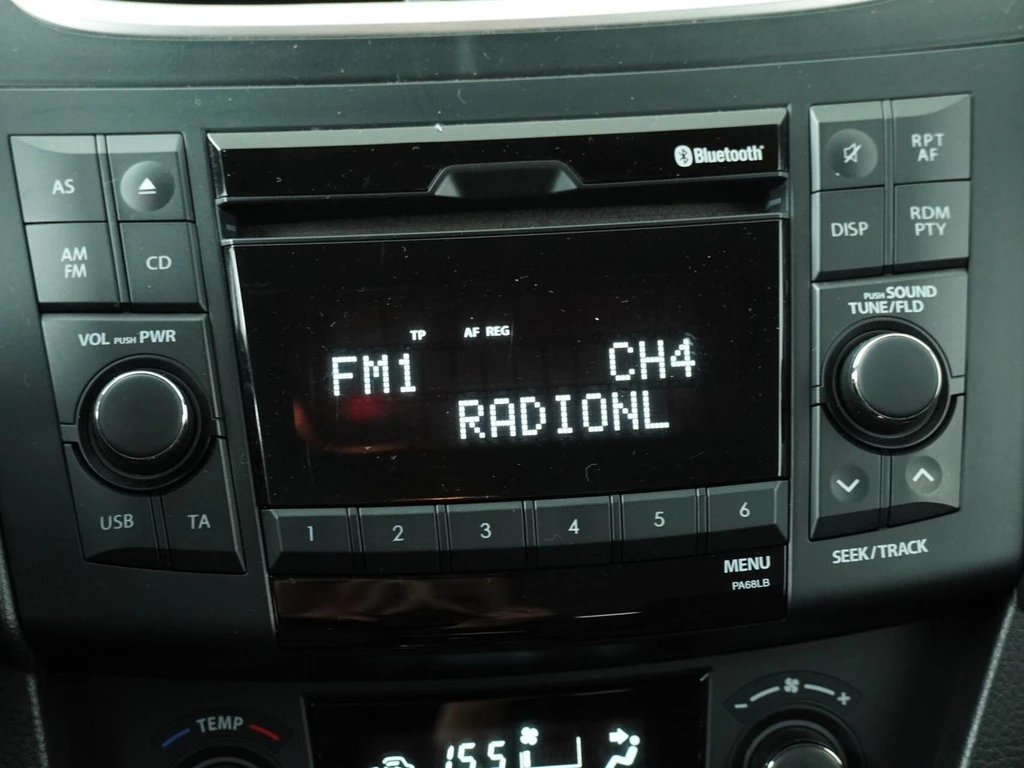 Bluetooth
AS
AM
FM
CD
VOL PUSH PWR
USB
TA
TP AF REG
FM1 CH4
RADIONL
1 2 3 4 5 6
MENU
PA68LB
RPT
AF
DISP
RDM
PTY
PUSH SOUND
TUNE/FLD
SEEK/TRACK
TEMP
15.5
- +